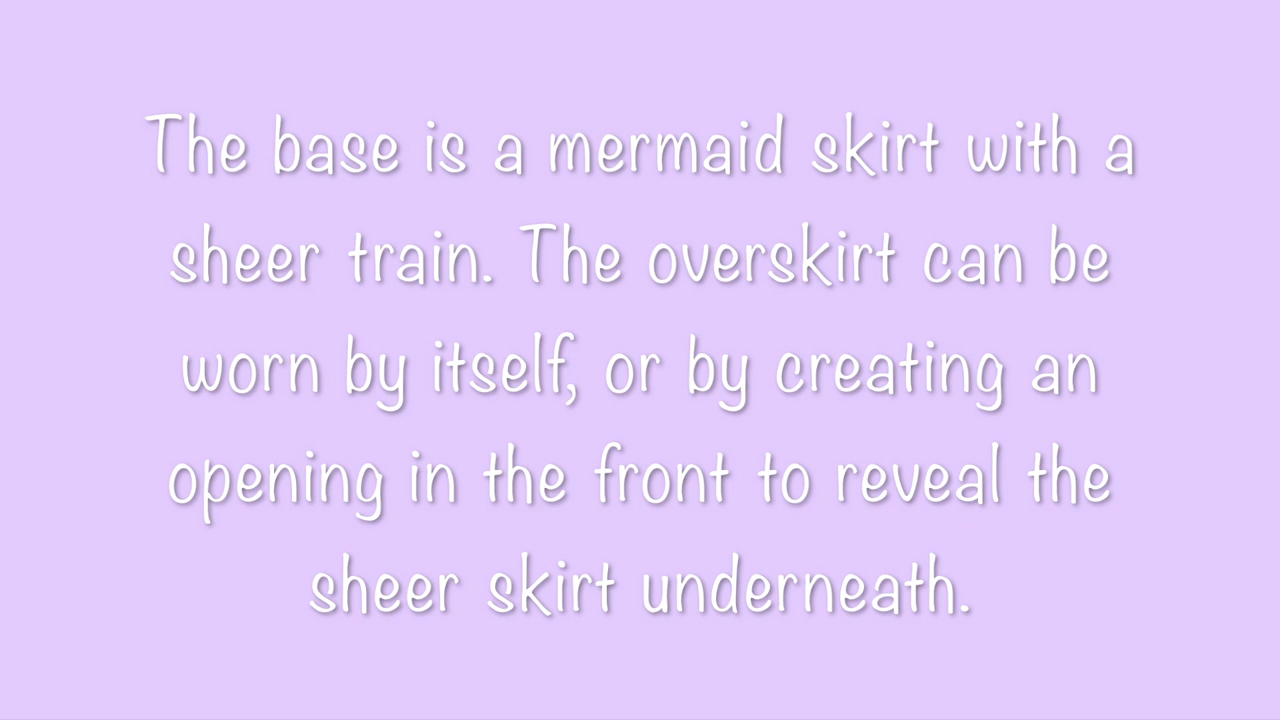 The base is a mermaid skirt with a
sheer train. The overskirt can be
worn by itself, or by creating an
opening in the front to reveal the
sheer skirt underneath.